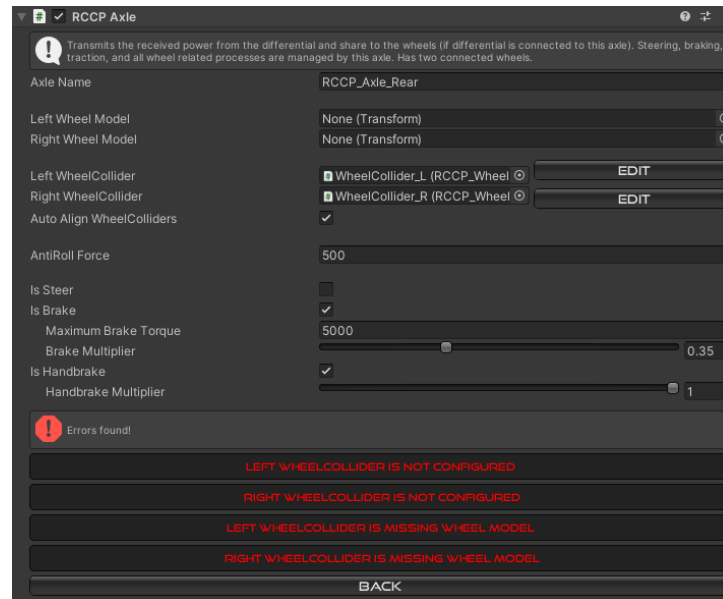 RCCP Axle
Transmits the received power from the differential and share to the wheels (if differential is connected to this axle). Steering, braking,
traction, and all wheel related processes are managed by this axle. Has two connected wheels.
Axle Name RCCP_Axle_Rear
Left Wheel Model None (Transform)
Right Wheel Model None (Transform)
Left WheelCollider WheelCollider_L (RCCP_Wheel EDIT
Right WheelCollider WheelCollider_R (RCCP_Wheel EDIT
Auto Align WheelColliders
AntiRoll Force 500
Is Steer
Is Brake
Maximum Brake Torque 5000
Brake Multiplier 0.35
Is Handbrake
Handbrake Multiplier 1
Errors found!
LEFT WHEELCOLLIDER IS NOT CONFIGURED
RIGHT WHEELCOLLIDER IS NOT CONFIGURED
LEFT WHEELCOLLIDER IS MISSING WHEEL MODEL
RIGHT WHEELCOLLIDER IS MISSING WHEEL MODEL
BACK